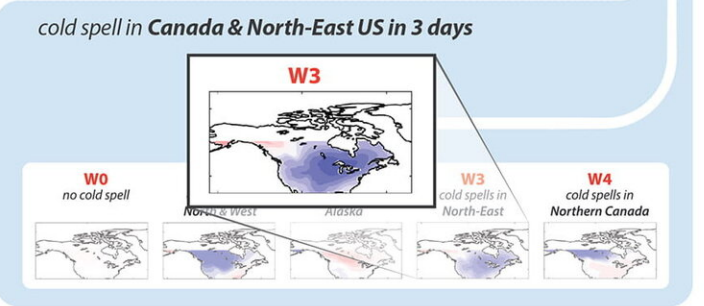 cold spell in Canada & North-East US in 3 days
W3
W0
no cold spell
North & West
Alaska
W3
cold spells in
North-East
W4
cold spells in
Northern Canada